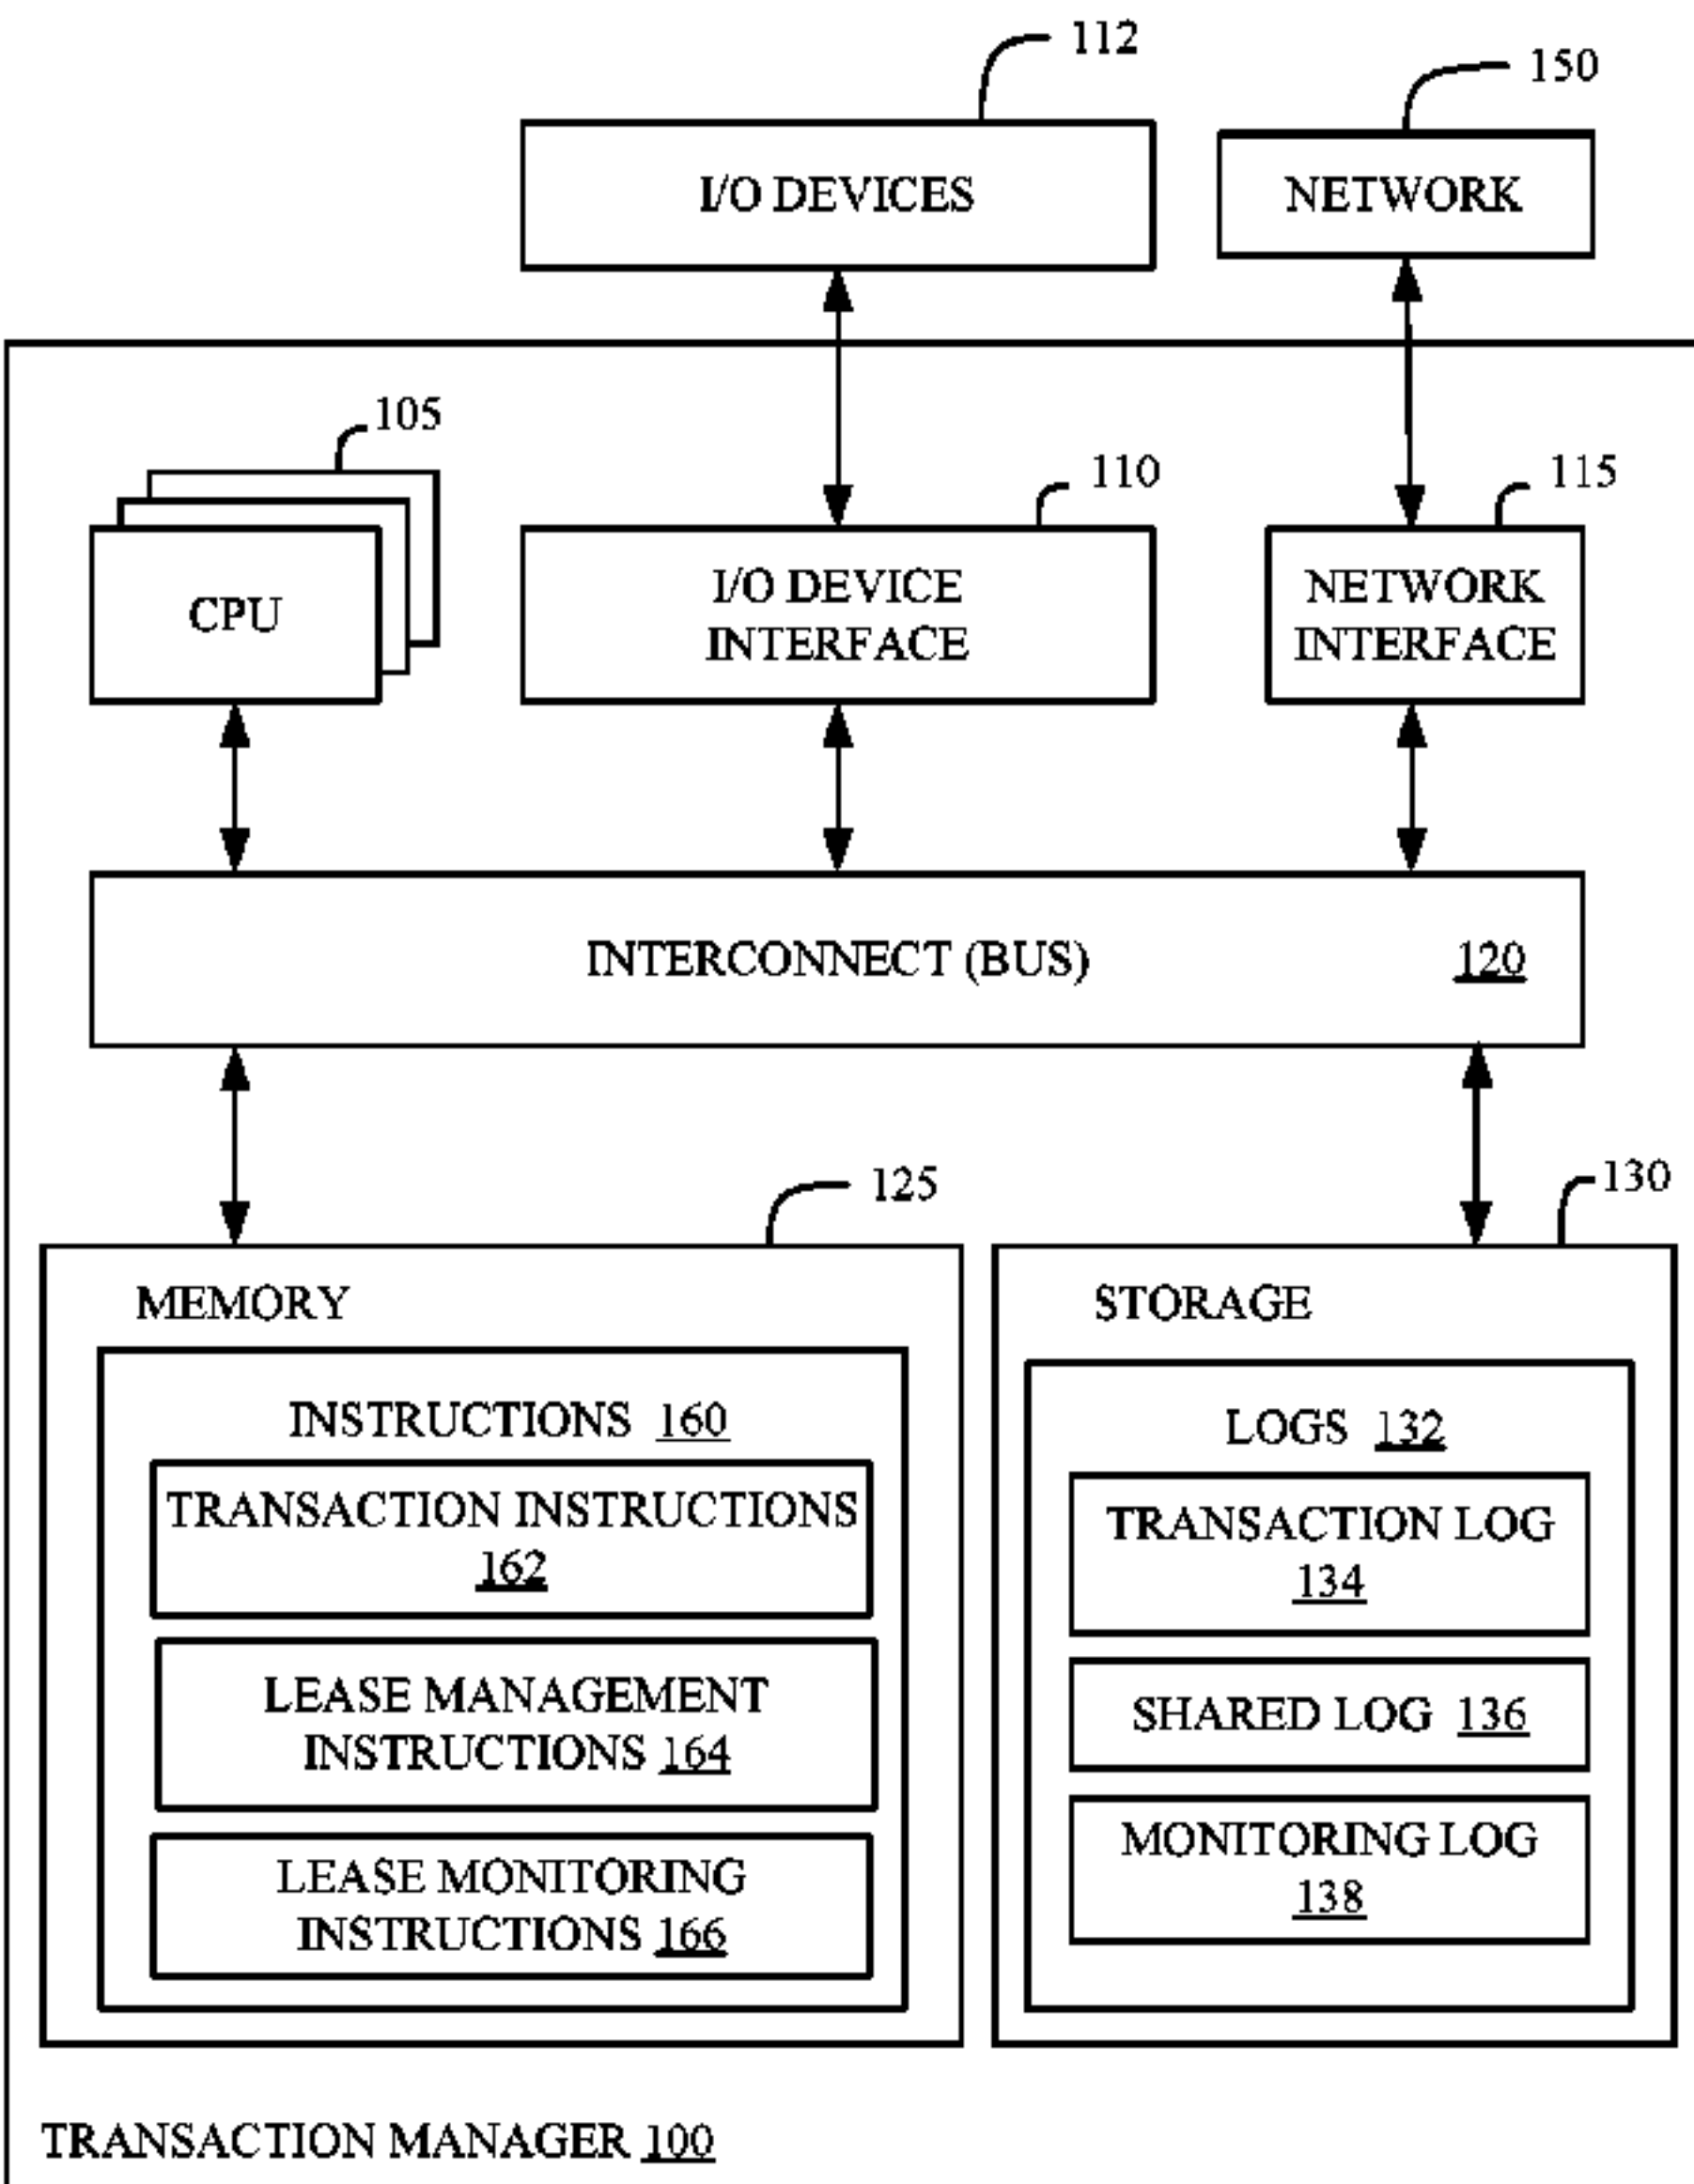 112
150
I/O DEVICES
NETWORK
105
110
115
CPU
I/O DEVICE
INTERFACE
NETWORK
INTERFACE
INTERCONNECT (BUS) 120
125
130
MEMORY
INSTRUCTIONS 160
TRANSACTION INSTRUCTIONS
162
LEASE MANAGEMENT
INSTRUCTIONS 164
LEASE MONITORING
INSTRUCTIONS 166
STORAGE
LOGS 132
TRANSACTION LOG
134
SHARED LOG 136
MONITORING LOG
138
TRANSACTION MANAGER 100